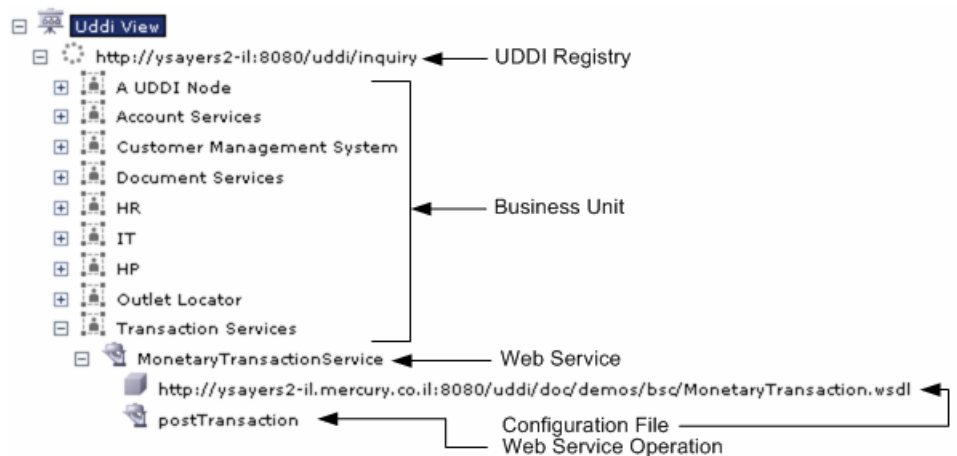 Uddi View
http://ysayers2-il:8080/uddi/inquiry UDDI Registry
A UDDI Node
Account Services
Customer Management System
Document Services
HR Business Unit
IT
HP
Outlet Locator
Transaction Services
MonetaryTransactionService Web Service
http://ysayers2-il.mercury.co.il:8080/uddi/doc/demos/bsc/MonetaryTransaction.wsdl
postTransaction Configuration File
Web Service Operation